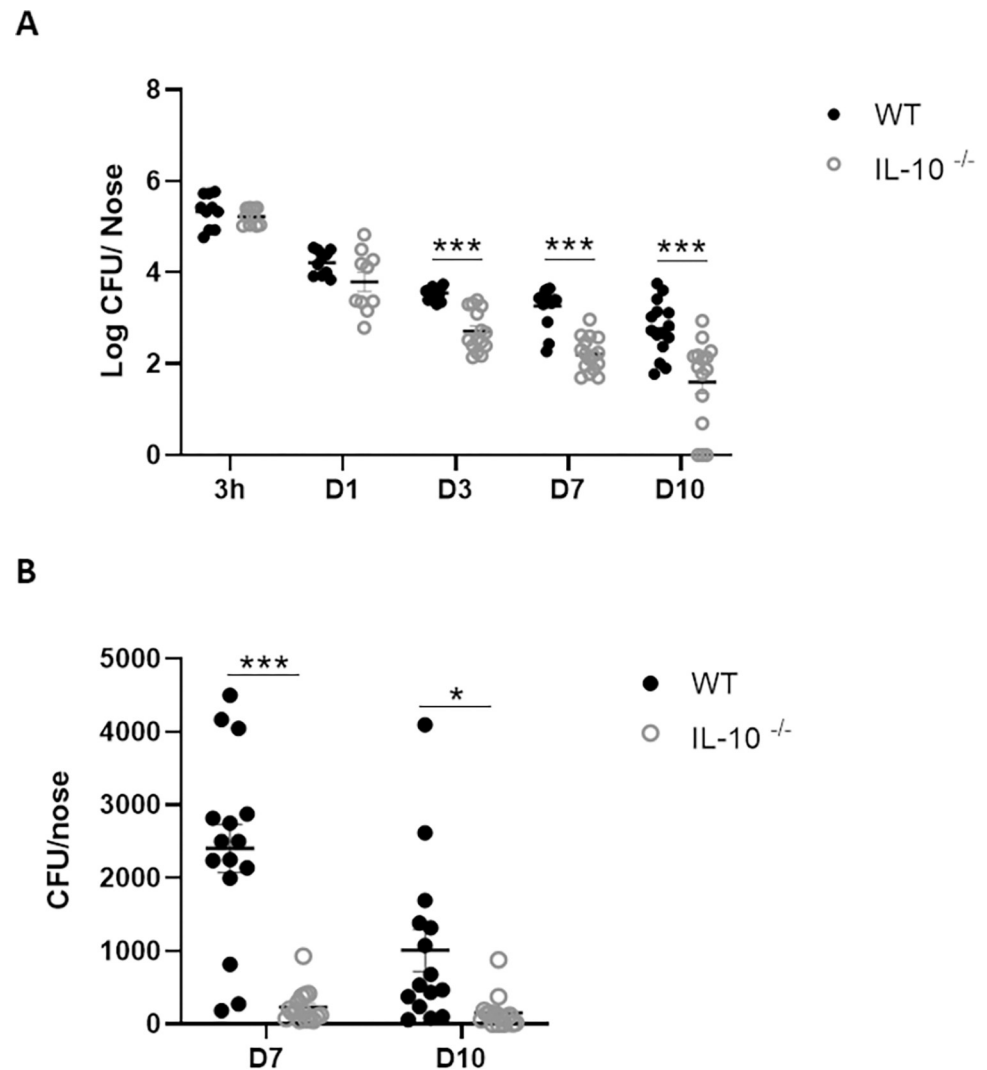 A
8
6
4
2
0
Log CFU/ Nose
WT
IL-10 -/-
*** *** ***
3h D1 D3 D7 D10
B
5000
4000
3000
2000
1000
0
CFU/nose
WT
IL-10 -/-
*** *
D7 D10